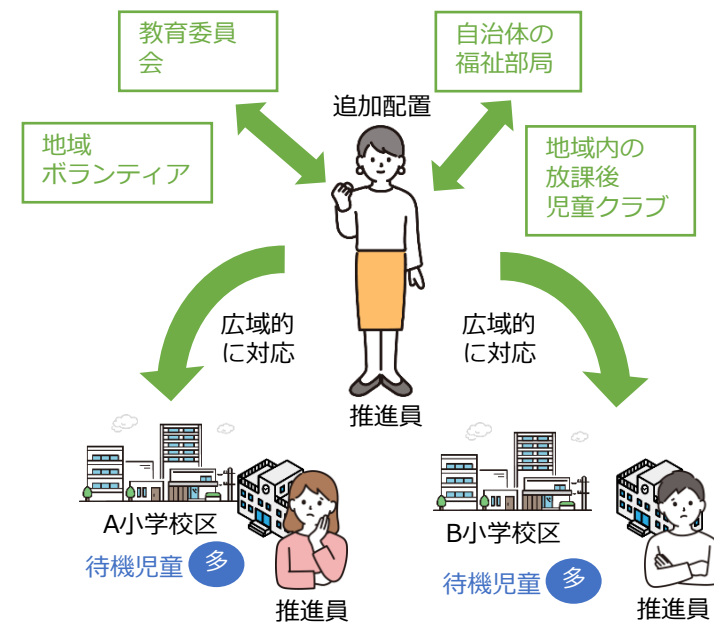 教育委員
会
自治体の
福祉部局
追加配置
地域
ボランティア
地域内の
放課後
児童クラブ
広域的
に対応
広域的
に対応
推進員
A小学校区
待機児童 多
推進員
B小学校区
待機児童 多
推進員